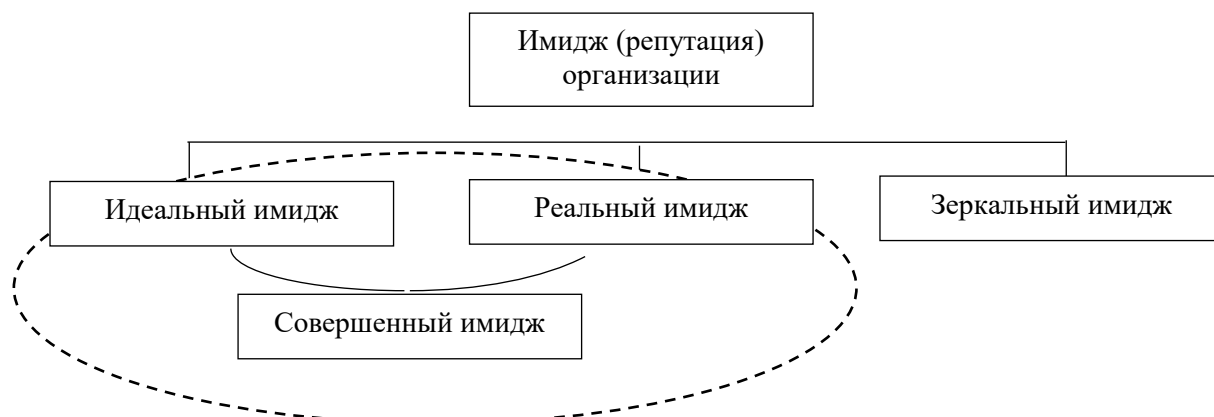 Имидж (репутация)
организации
Идеальный имидж
Реальный имидж
Зеркальный имидж
Совершенный имидж